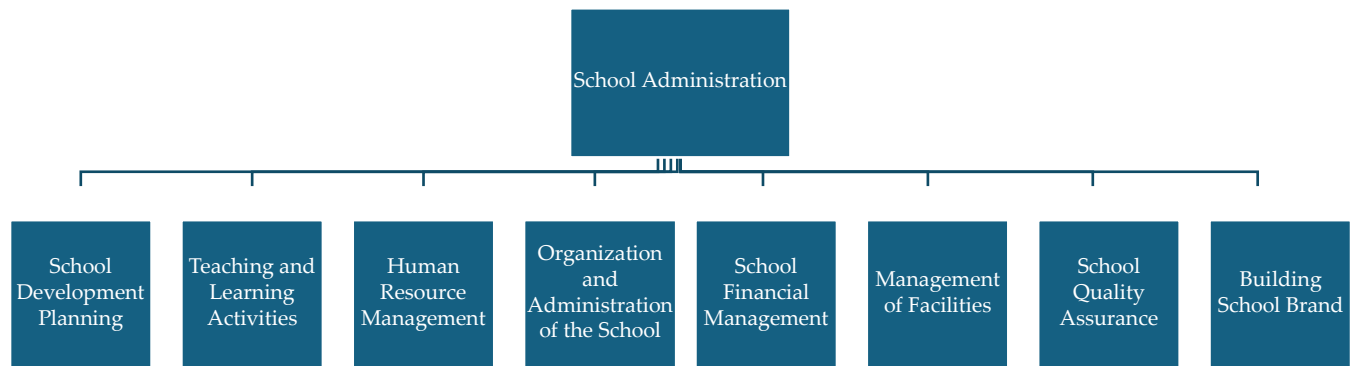 School Administration
School
Development
Planning
Teaching and
Learning
Activities
Human
Resource
Management
Organization
and
Administration
of the School
School
Financial
Management
Management
of Facilities
School
Quality
Assurance
Building
School Brand